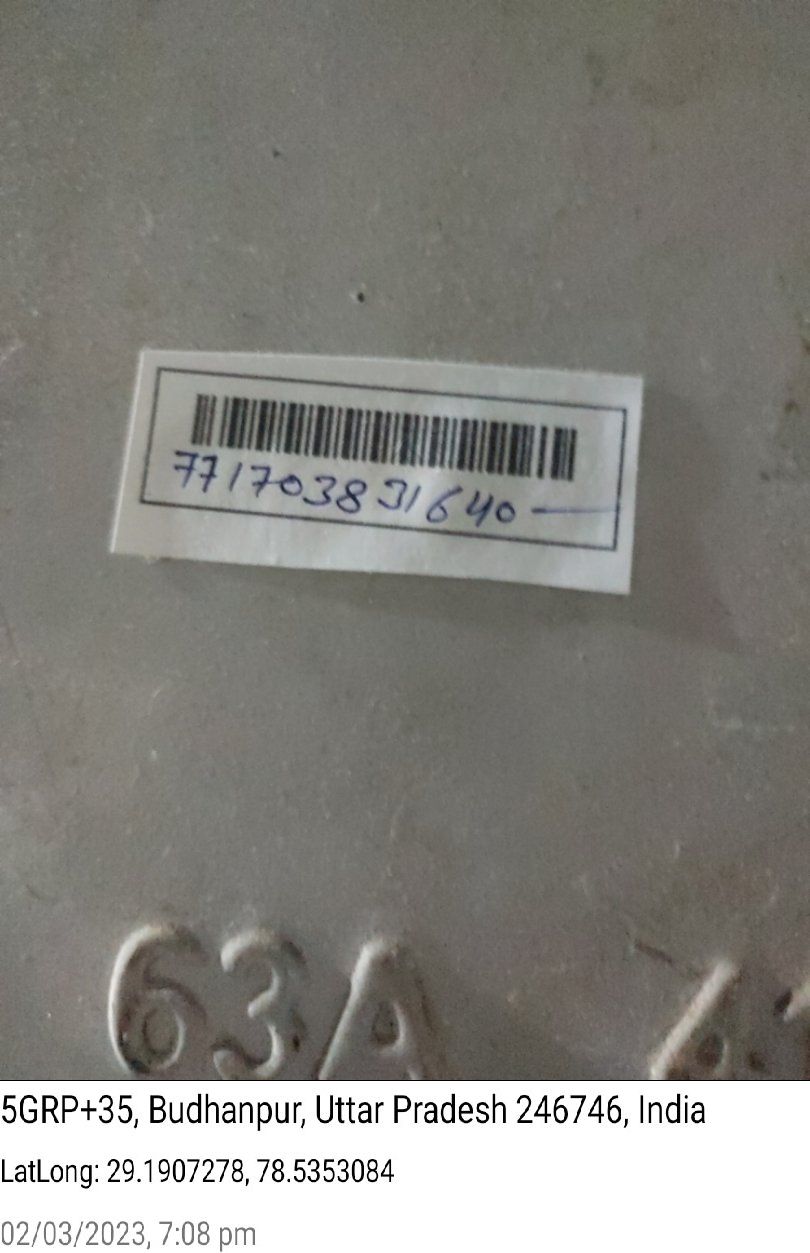 771703831640
63A
5GRP+35, Budhanpur, Uttar Pradesh 246746, India
LatLong: 29.1907278, 78.5353084
02/03/2023, 7:08 pm